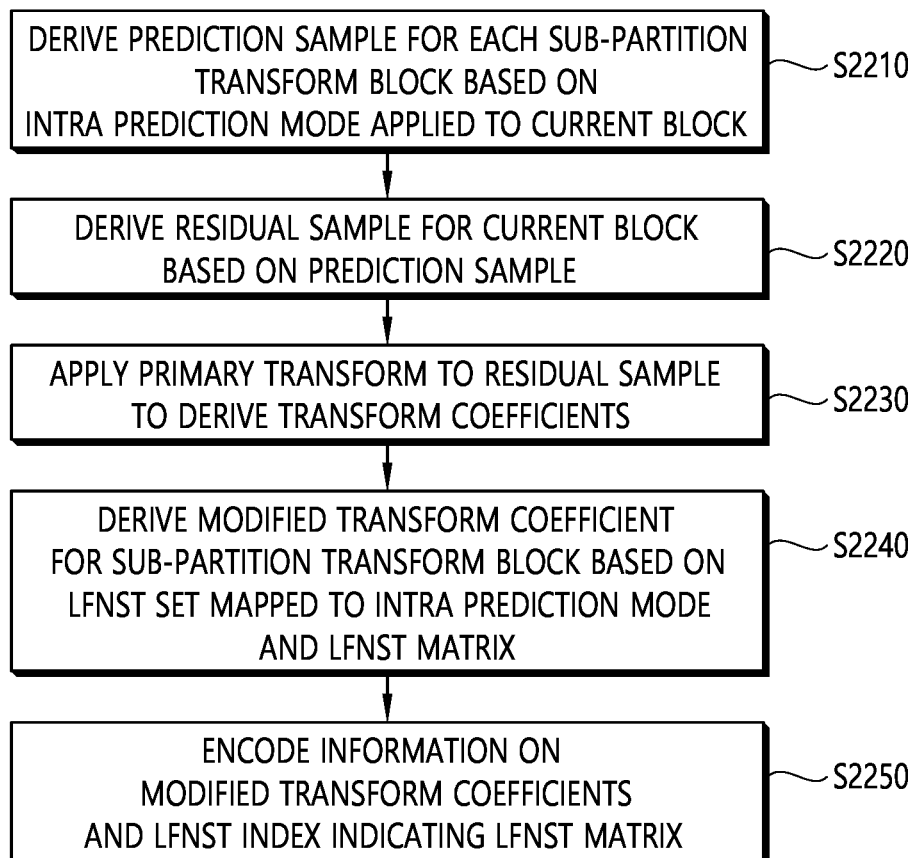 DERIVE PREDICTION SAMPLE FOR EACH SUB-PARTITION
TRANSFORM BLOCK BASED ON
INTRA PREDICTION MODE APPLIED TO CURRENT BLOCK
S2210
DERIVE RESIDUAL SAMPLE FOR CURRENT BLOCK
BASED ON PREDICTION SAMPLE
S2220
APPLY PRIMARY TRANSFORM TO RESIDUAL SAMPLE
TO DERIVE TRANSFORM COEFFICIENTS
S2230
DERIVE MODIFIED TRANSFORM COEFFICIENT
FOR SUB-PARTITION TRANSFORM BLOCK BASED ON
LFNST SET MAPPED TO INTRA PREDICTION MODE
AND LFNST MATRIX
S2240
ENCODE INFORMATION ON
MODIFIED TRANSFORM COEFFICIENTS
AND LFNST INDEX INDICATING LFNST MATRIX
S2250